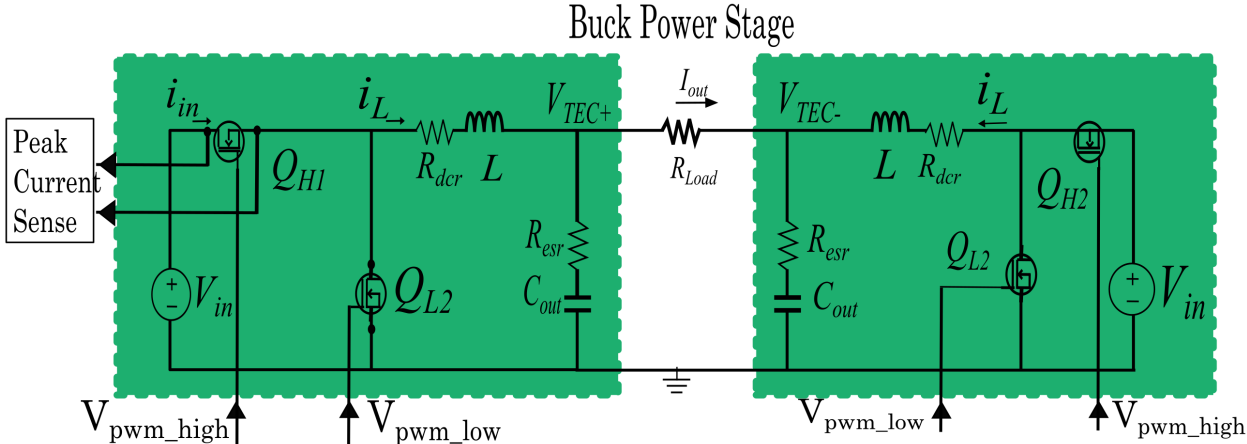 Buck Power Stage
Peak
Current
Sense
i_in
Q_H1
i_L
R_dcr
L
V_TEC+
I_out
R_Load
V_TEC-
L
R_dcr
i_L
Q_H2
V_in
+
−
Q_L2
R_esr
C_out
R_esr
C_out
Q_L2
+
−
V_in
V_pwm_high
V_pwm_low
V_pwm_low
V_pwm_high